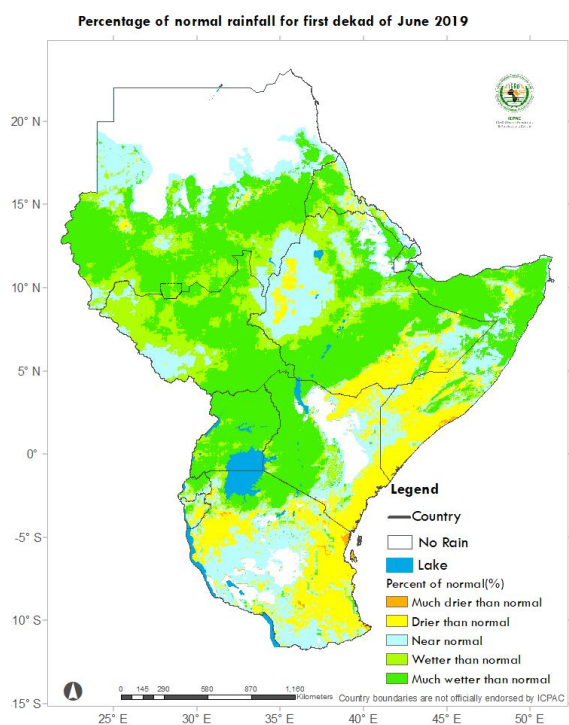 Percentage of normal rainfall for first dekad of June 2019
ICPAC
20° N
15° N
10° N
5° N
0°
-5° S
10° S
15° S
25° E
30° E
35° E
40° E
45° E
50° E
Legend
Country
No Rain
Lake
Percent of normal(%)
Much drier than normal
Drier than normal
Near normal
Wetter than normal
Much wetter than normal
0 145 290 580 870 1,160
Kilometers
Country boundaries are not officially endorsed by ICPAC